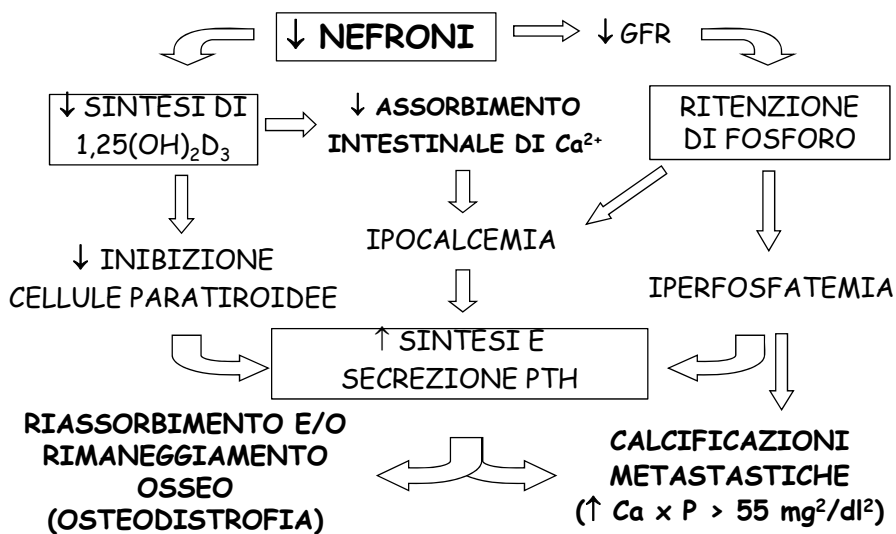 ↓ NEFRONI
↓ GFR
↓ SINTESI DI
1,25(OH)₂D₃
↓ ASSORBIMENTO
INTESTINALE DI Ca²⁺
RITENZIONE
DI FOSFORO
↓ INIBIZIONE
CELLULE PARATIROIDEE
IPOCALCEMIA
IPERFOSFATEMIA
↑ SINTESI E
SECREZIONE PTH
RIASSORBIMENTO E/O
RIMANEGGIAMENTO
OSSEO
(OSTEODISTROFIA)
CALCIFICAZIONI
METASTASTICHE
(↑ Ca x P > 55 mg²/dl²)